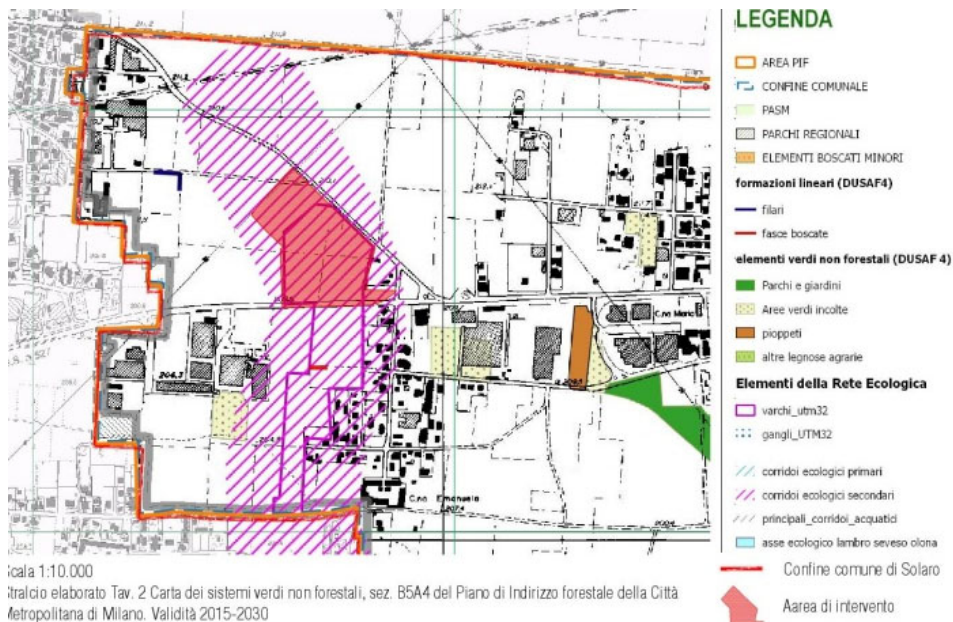 LEGENDA
AREA PIF
CONFINE COMUNALE
PASM
PARCHI REGIONALI
ELEMENTI BOSCATI MINORI
formazioni lineari (DUSAF4)
filari
fasce boscate
elementi verdi non forestali (DUSAF 4)
Parchi e giardini
Aree verdi incolte
pioppeti
altre legnose agrarie
Elementi della Rete Ecologica
varchi_utm32
gangli_UTM32
corridoi ecologici primari
corridoi ecologici secondari
principali_corridoi_acquatici
asse ecologico lambro seveso olona
Confine comune di Solaro
Aarea di intervento
C.na Emanuela
204.3
cala 1:10.000
tralcio elaborato Tav. 2 Carta dei sistemi verdi non forestali, sez. B5A4 del Piano di Indirizzo forestale della Città
Metropolitana di Milano. Validità 2015-2030